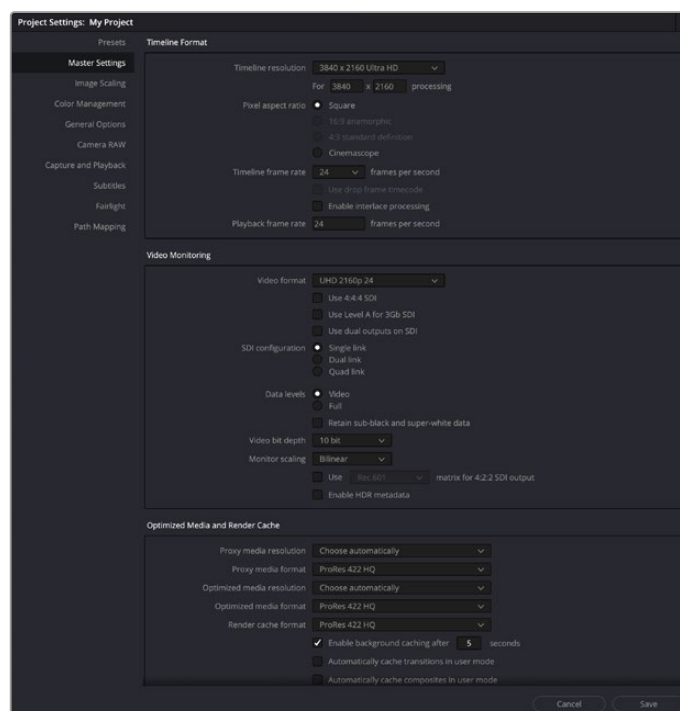 Project Settings: My Project
Presets
Master Settings
Image Scaling
Color Management
General Options
Camera RAW
Capture and Playback
Subtitles
Fairlight
Path Mapping
Timeline Format
Timeline resolution 3840 x 2160 Ultra HD
For 3840 x 2160 processing
Pixel aspect ratio Square
16:9 anamorphic
4:3 standard definition
Cinemascope
Timeline frame rate 24 frames per second
Use drop frame timecode
Enable interlace processing
Playback frame rate 24 frames per second
Video Monitoring
Video format UHD 2160p 24
Use 4:4:4 SDI
Use Level A for 3Gb SDI
Use dual outputs on SDI
SDI configuration Single link
Dual link
Quad link
Data levels Video
Full
Retain sub-black and super-white data
Video bit depth 10 bit
Monitor scaling Bilinear
Use Rec.601 matrix for 4:2:2 SDI output
Enable HDR metadata
Optimized Media and Render Cache
Proxy media resolution Choose automatically
Proxy media format ProRes 422 HQ
Optimized media resolution Choose automatically
Optimized media format ProRes 422 HQ
Render cache format ProRes 422 HQ
Enable background caching after 5 seconds
Automatically cache transitions in user mode
Automatically cache composites in user mode
Cancel Save